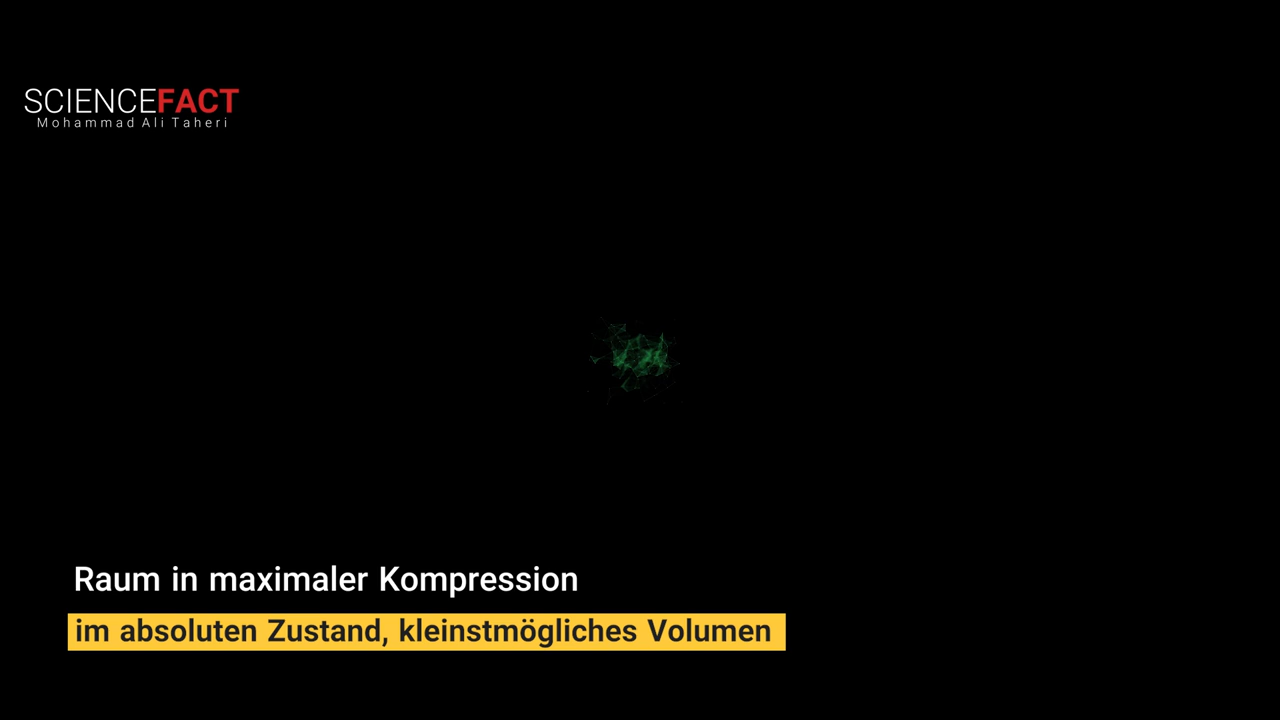 SCIENCEFACT
Mohammad Ali Taheri
Raum in maximaler Kompression
im absoluten Zustand, kleinstmögliches Volumen